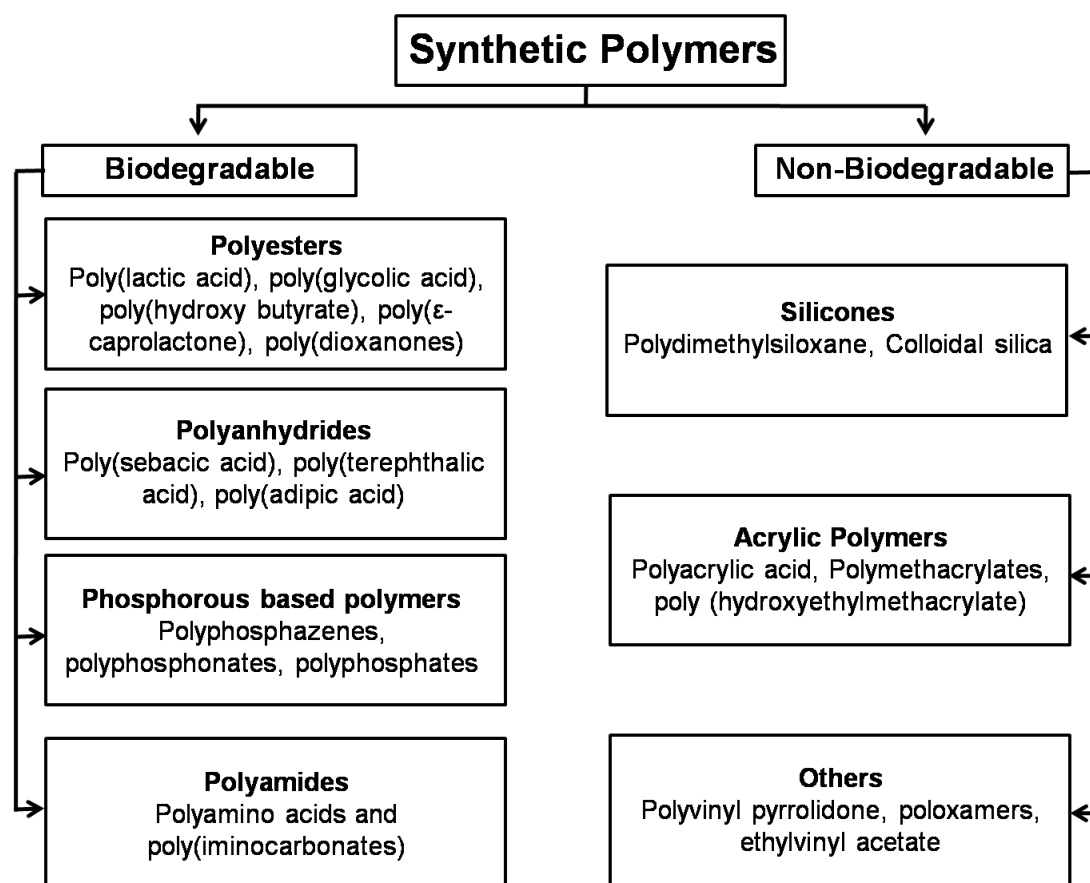 Synthetic Polymers
Biodegradable
Non-Biodegradable
Polyesters
Poly(lactic acid), poly(glycolic acid),
poly(hydroxy butyrate), poly(ε-
caprolactone), poly(dioxanones)
Polyanhydrides
Poly(sebacic acid), poly(terephthalic
acid), poly(adipic acid)
Phosphorous based polymers
Polyphosphazenes,
polyphosphonates, polyphosphates
Polyamides
Polyamino acids and
poly(iminocarbonates)
Silicones
Polydimethylsiloxane, Colloidal silica
Acrylic Polymers
Polyacrylic acid, Polymethacrylates,
poly (hydroxyethylmethacrylate)
Others
Polyvinyl pyrrolidone, poloxamers,
ethylvinyl acetate